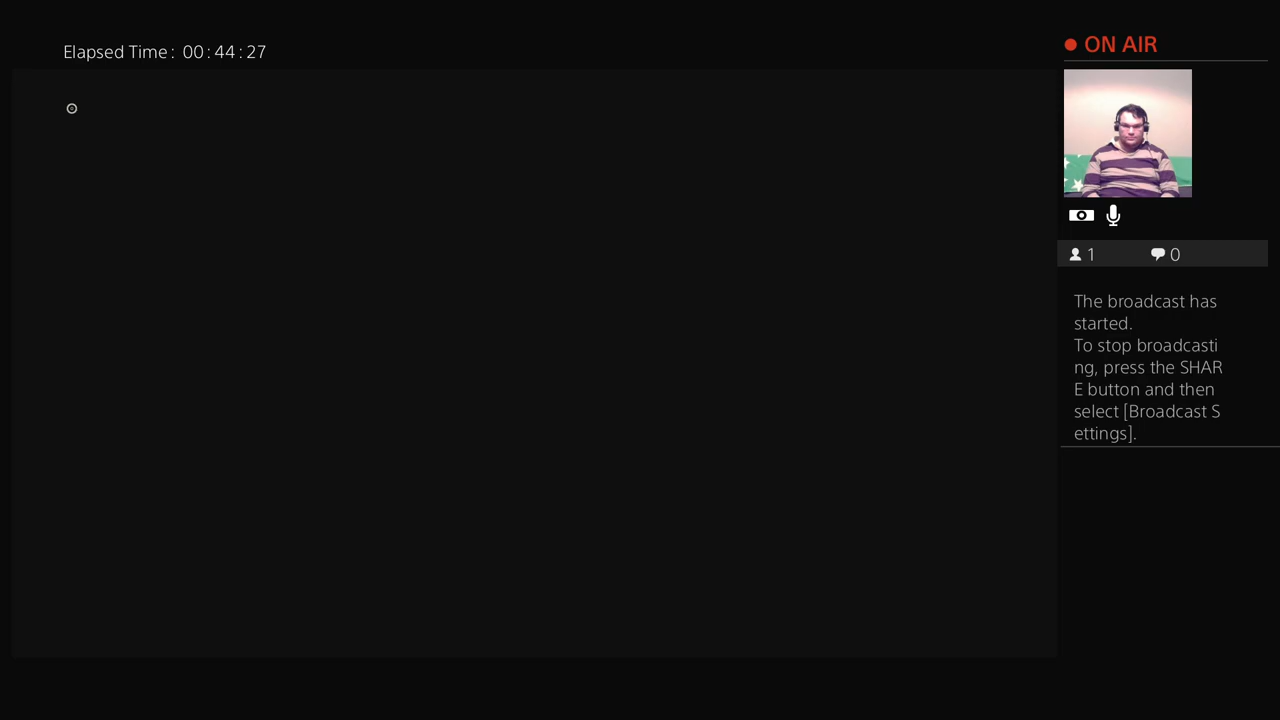 Elapsed Time: 00:44:27
ON AIR
1 0
The broadcast has
started.
To stop broadcasti
ng, press the SHAR
E button and then
select [Broadcast S
ettings].